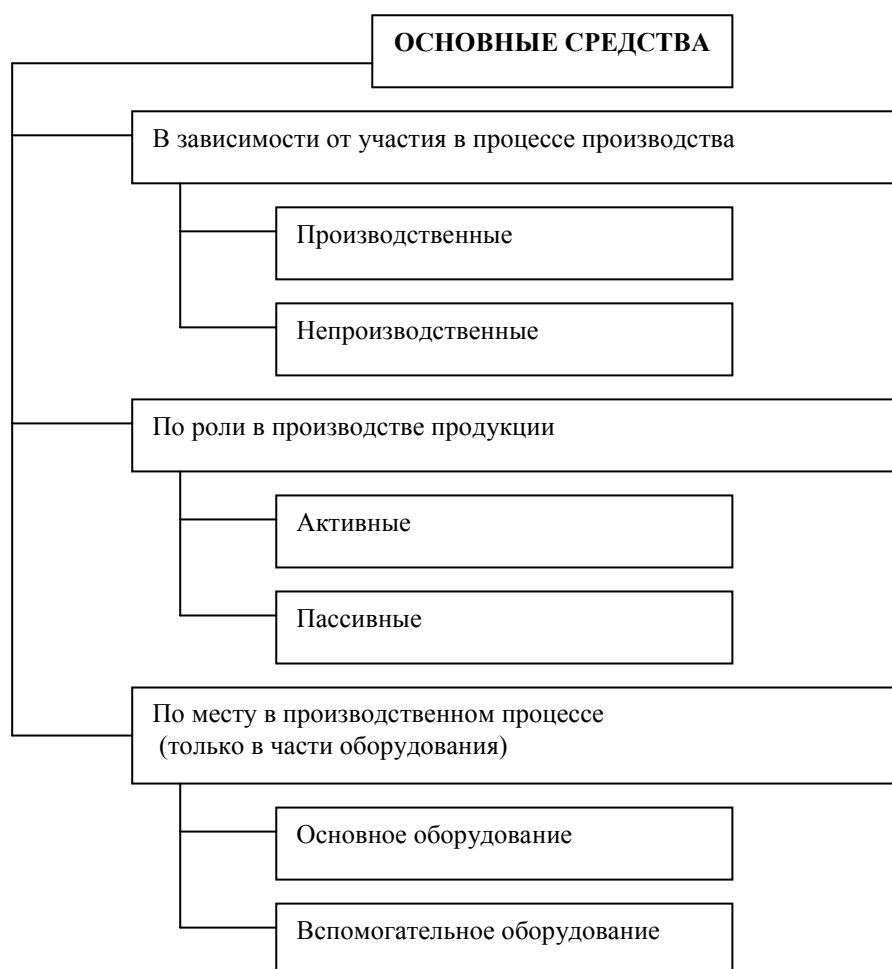 ОСНОВНЫЕ СРЕДСТВА
В зависимости от участия в процессе производства
Производственные
Непроизводственные
По роли в производстве продукции
Активные
Пассивные
По месту в производственном процессе
(только в части оборудования)
Основное оборудование
Вспомогательное оборудование